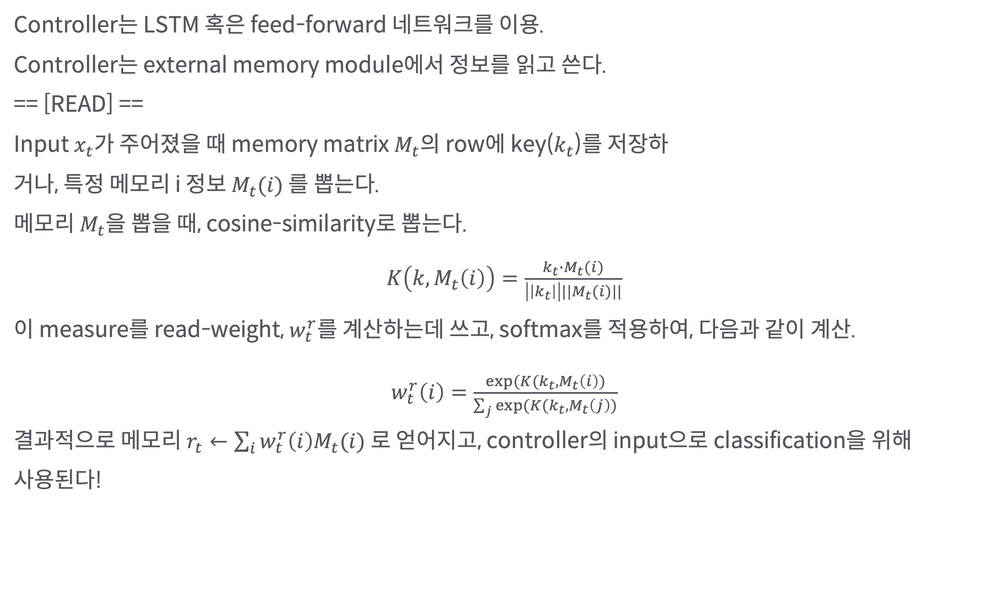 Controller는 LSTM 혹은 feed-forward 네트워크를 이용.
Controller는 external memory module에서 정보를 읽고 쓴다.
== [READ] ==
Input $x_t$가 주어졌을 때 memory matrix $M_t$의 row에 key($k_t$)를 저장하
거나, 특정 메모리 i 정보 $M_t(i)$ 를 뽑는다.
메모리 $M_t$을 뽑을 때, cosine-similarity로 뽑는다.
$K\left(k, M_t(i)\right) = \frac{k_t \cdot M_t(i)}{||k_t||||M_t(i)||}$
이 measure를 read-weight, $w_t^r$를 계산하는데 쓰고, softmax를 적용하여, 다음과 같이 계산.
$w_t^r(i) = \frac{\exp(K(k_t, M_t(i))}{\sum_j \exp(K(k_t, M_t(j))}$
결과적으로 메모리 $r_t \leftarrow \sum_i w_t^r(i) M_t(i)$ 로 얻어지고, controller의 input으로 classification을 위해
사용된다!